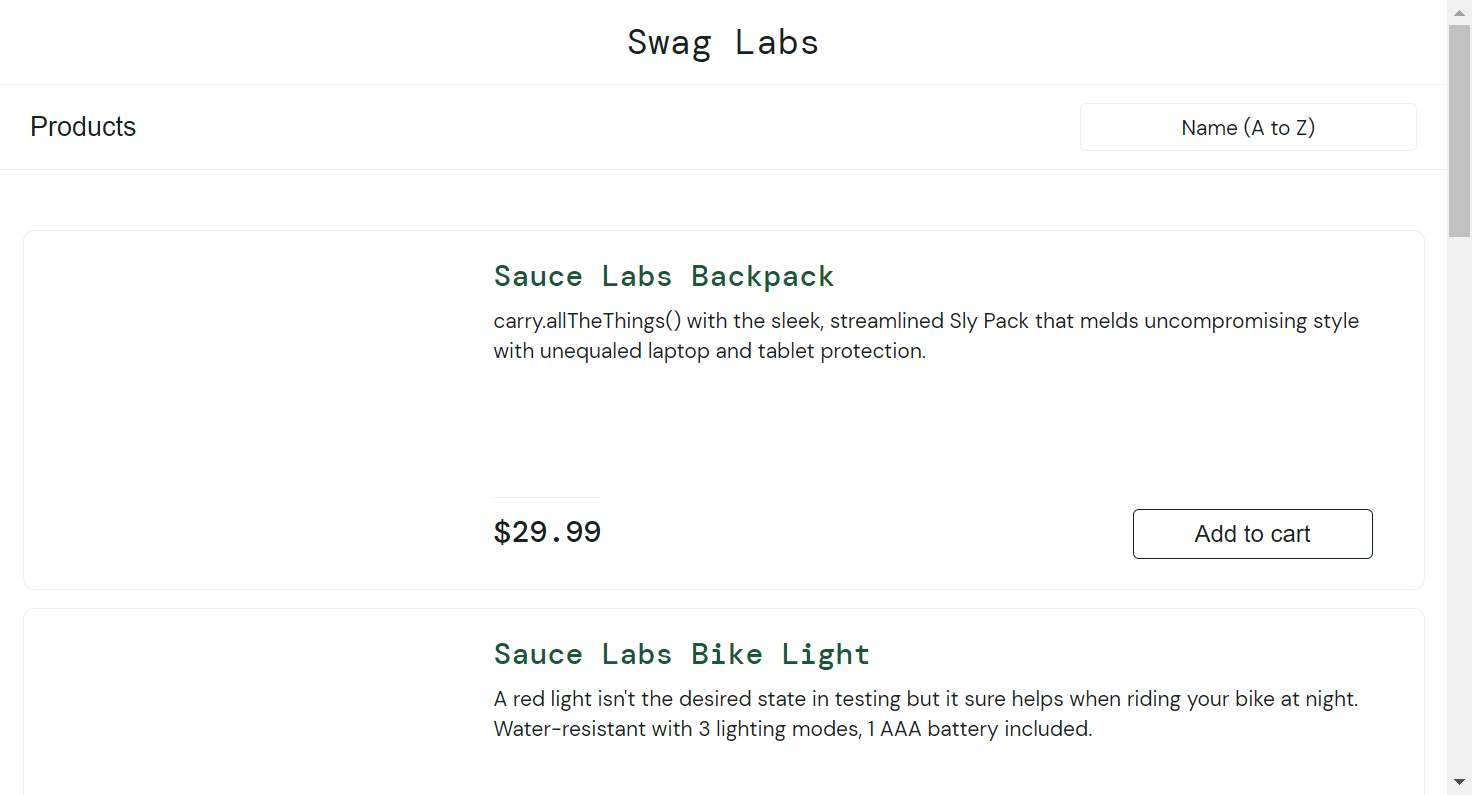 Swag Labs
Products
Name (A to Z)
Sauce Labs Backpack
carry.allTheThings() with the sleek, streamlined Sly Pack that melds uncompromising style
with unequaled laptop and tablet protection.
$29.99
Add to cart
Sauce Labs Bike Light
A red light isn't the desired state in testing but it sure helps when riding your bike at night.
Water-resistant with 3 lighting modes, 1 AAA battery included.